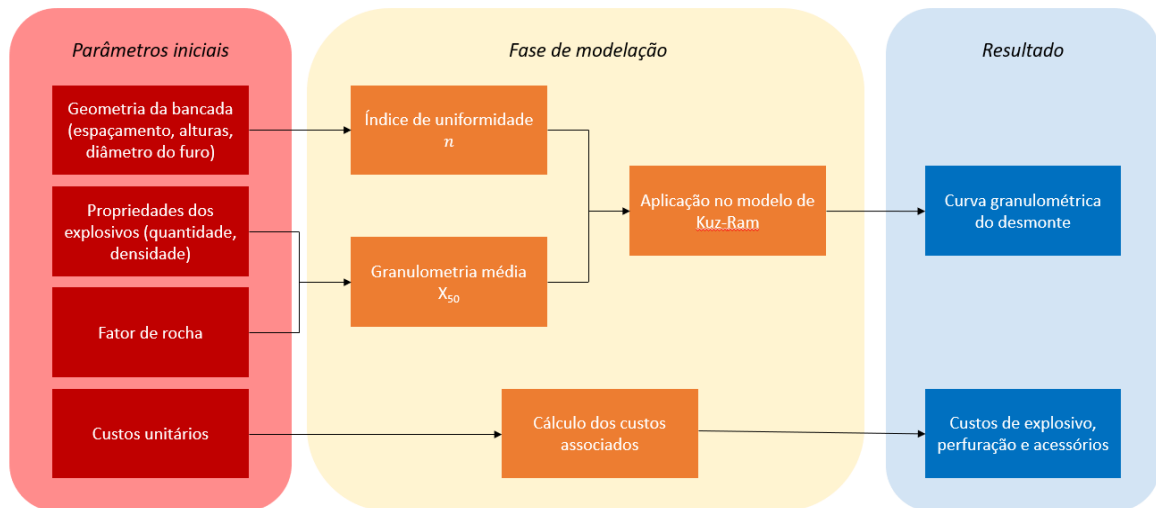 Parâmetros iniciais
Geometria da bancada
(espaçamento, alturas,
diâmetro do furo)
Propriedades dos
explosivos (quantidade,
densidade)
Fator de rocha
Custos unitários
Fase de modelação
Índice de uniformidade
n
Granulometria média
X₅₀
Aplicação no modelo de
Kuz-Ram
Cálculo dos custos
associados
Resultado
Curva granulométrica
do desmonte
Custos de explosivo,
perfuração e acessórios